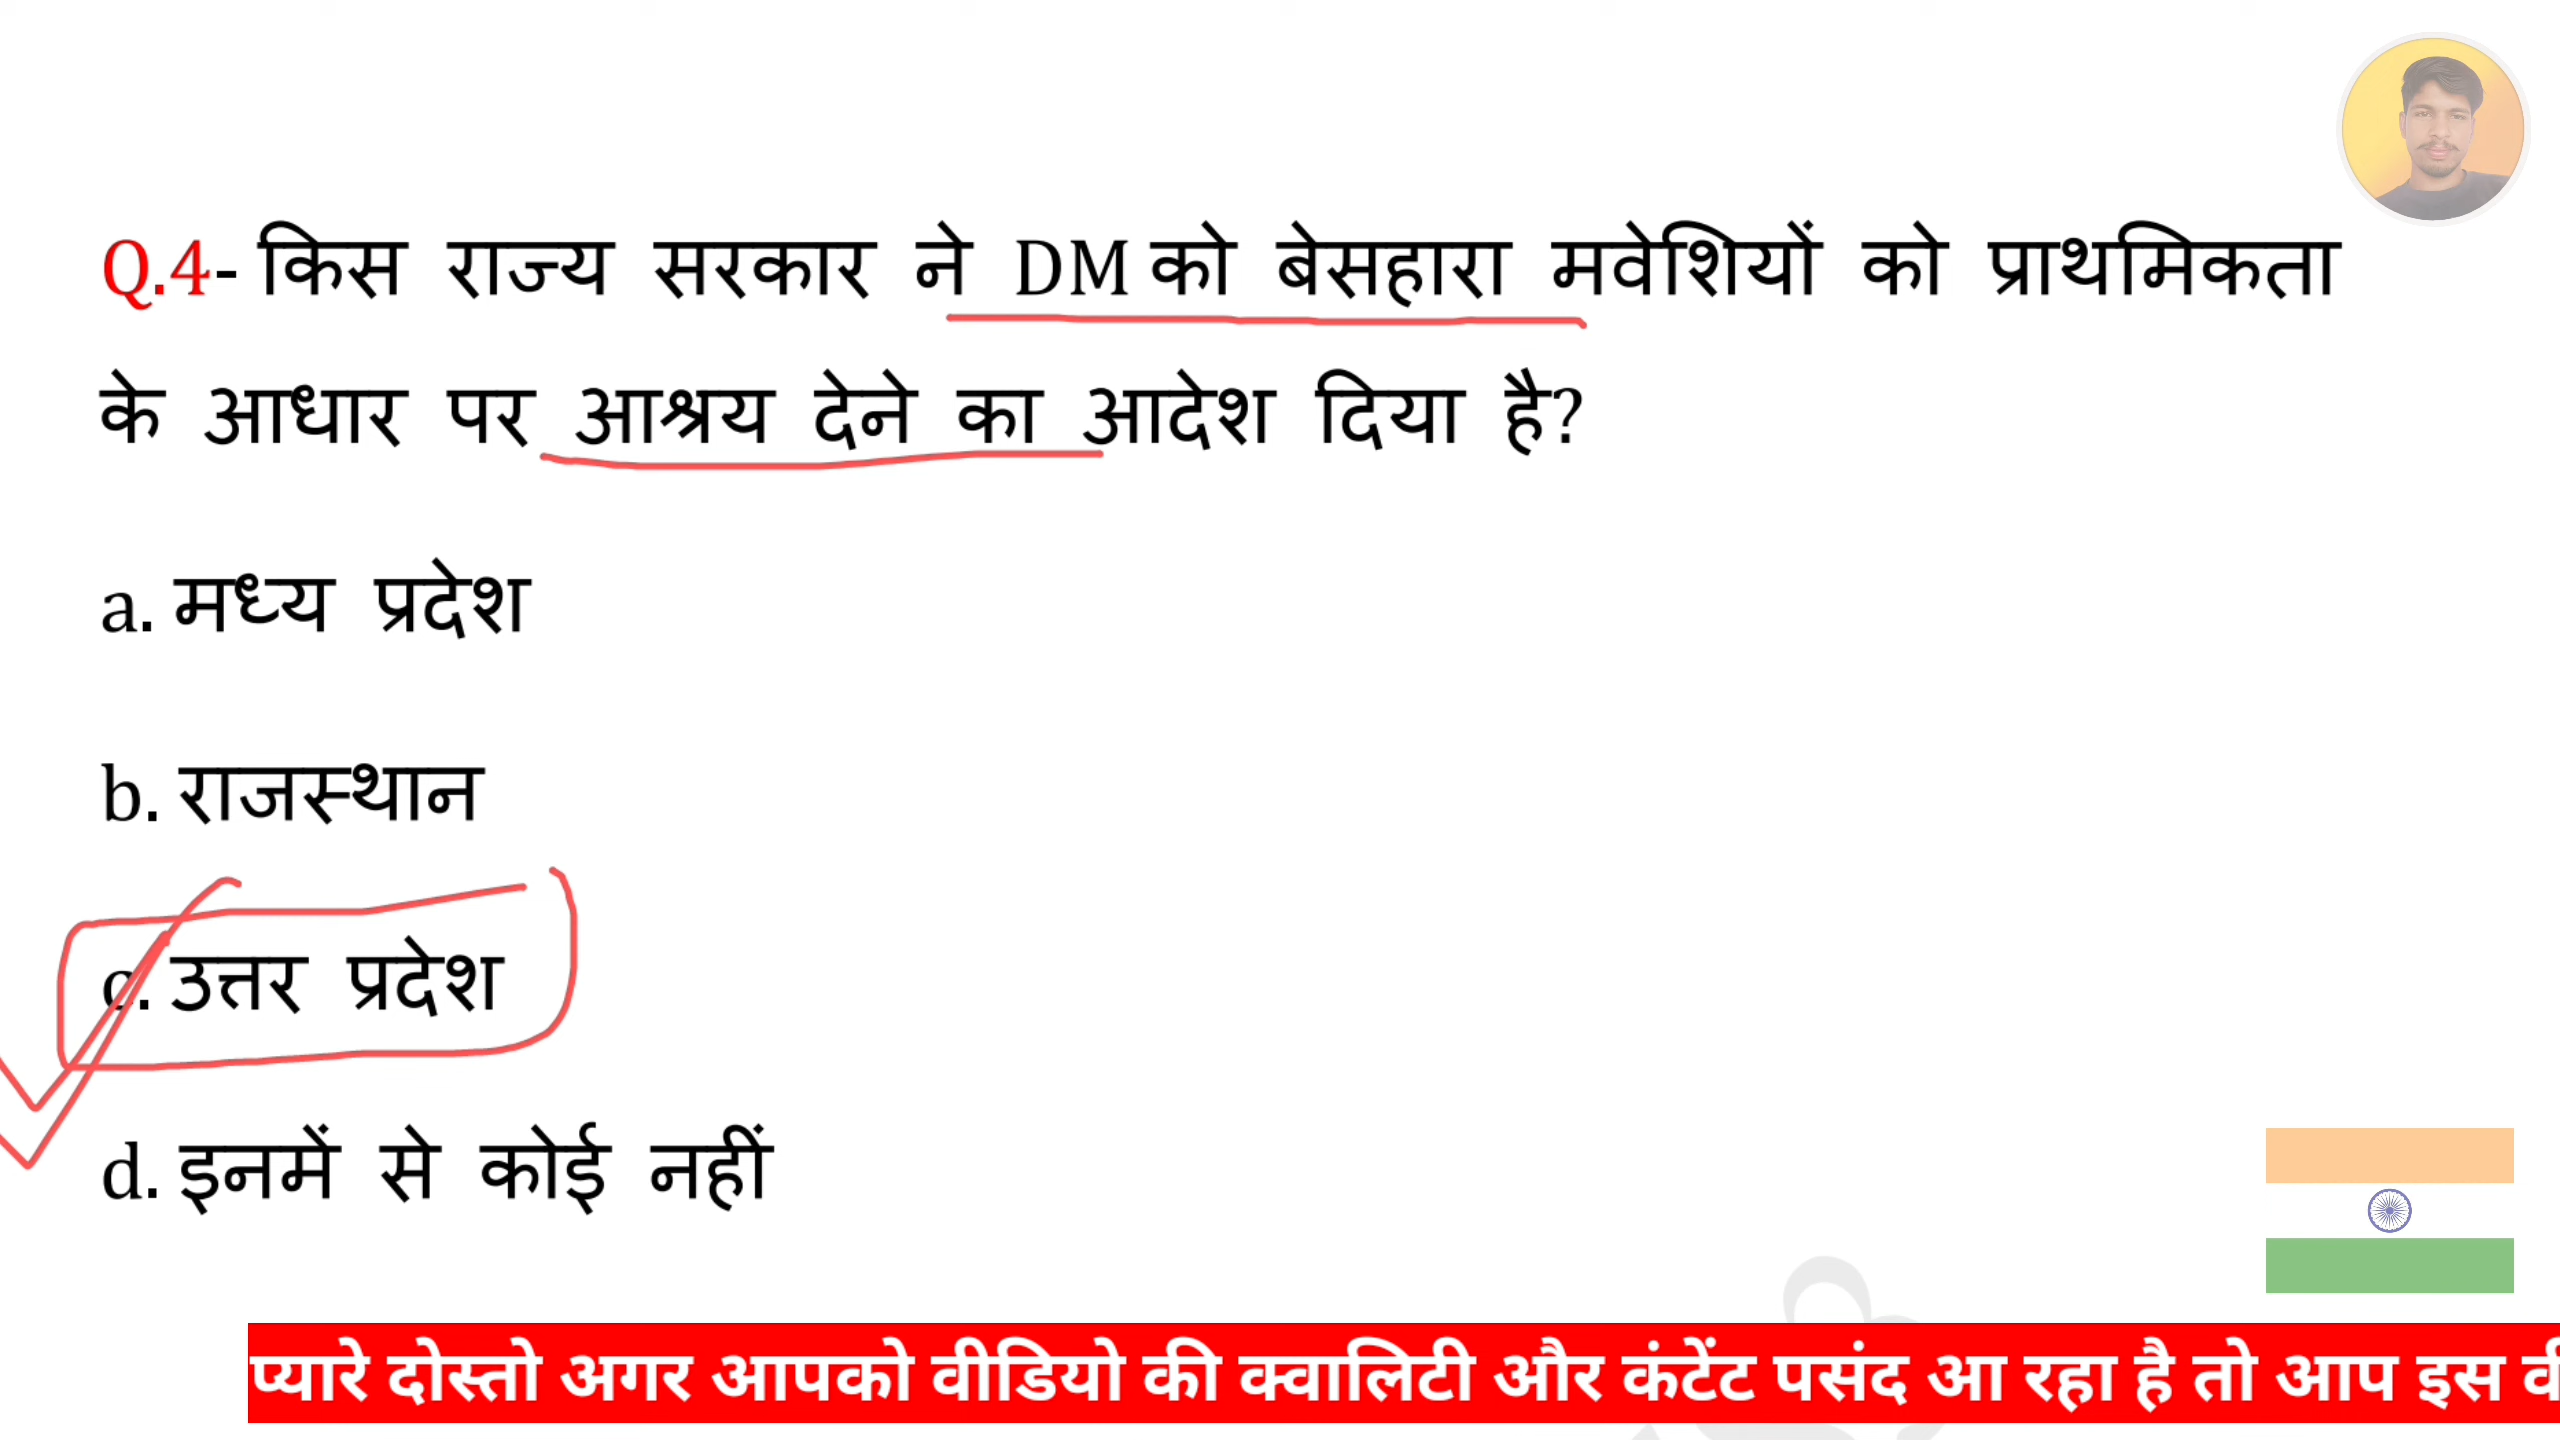 Q.4- किस राज्य सरकार ने DM को बेसहारा मवेशियों को प्राथमिकता
के आधार पर आश्रय देने का आदेश दिया है?
a. मध्य प्रदेश
b. राजस्थान
c. उत्तर प्रदेश
d. इनमें से कोई नहीं
प्यारे दोस्तो अगर आपको वीडियो की क्वालिटी और कंटेंट पसंद आ रहा है तो आप इस